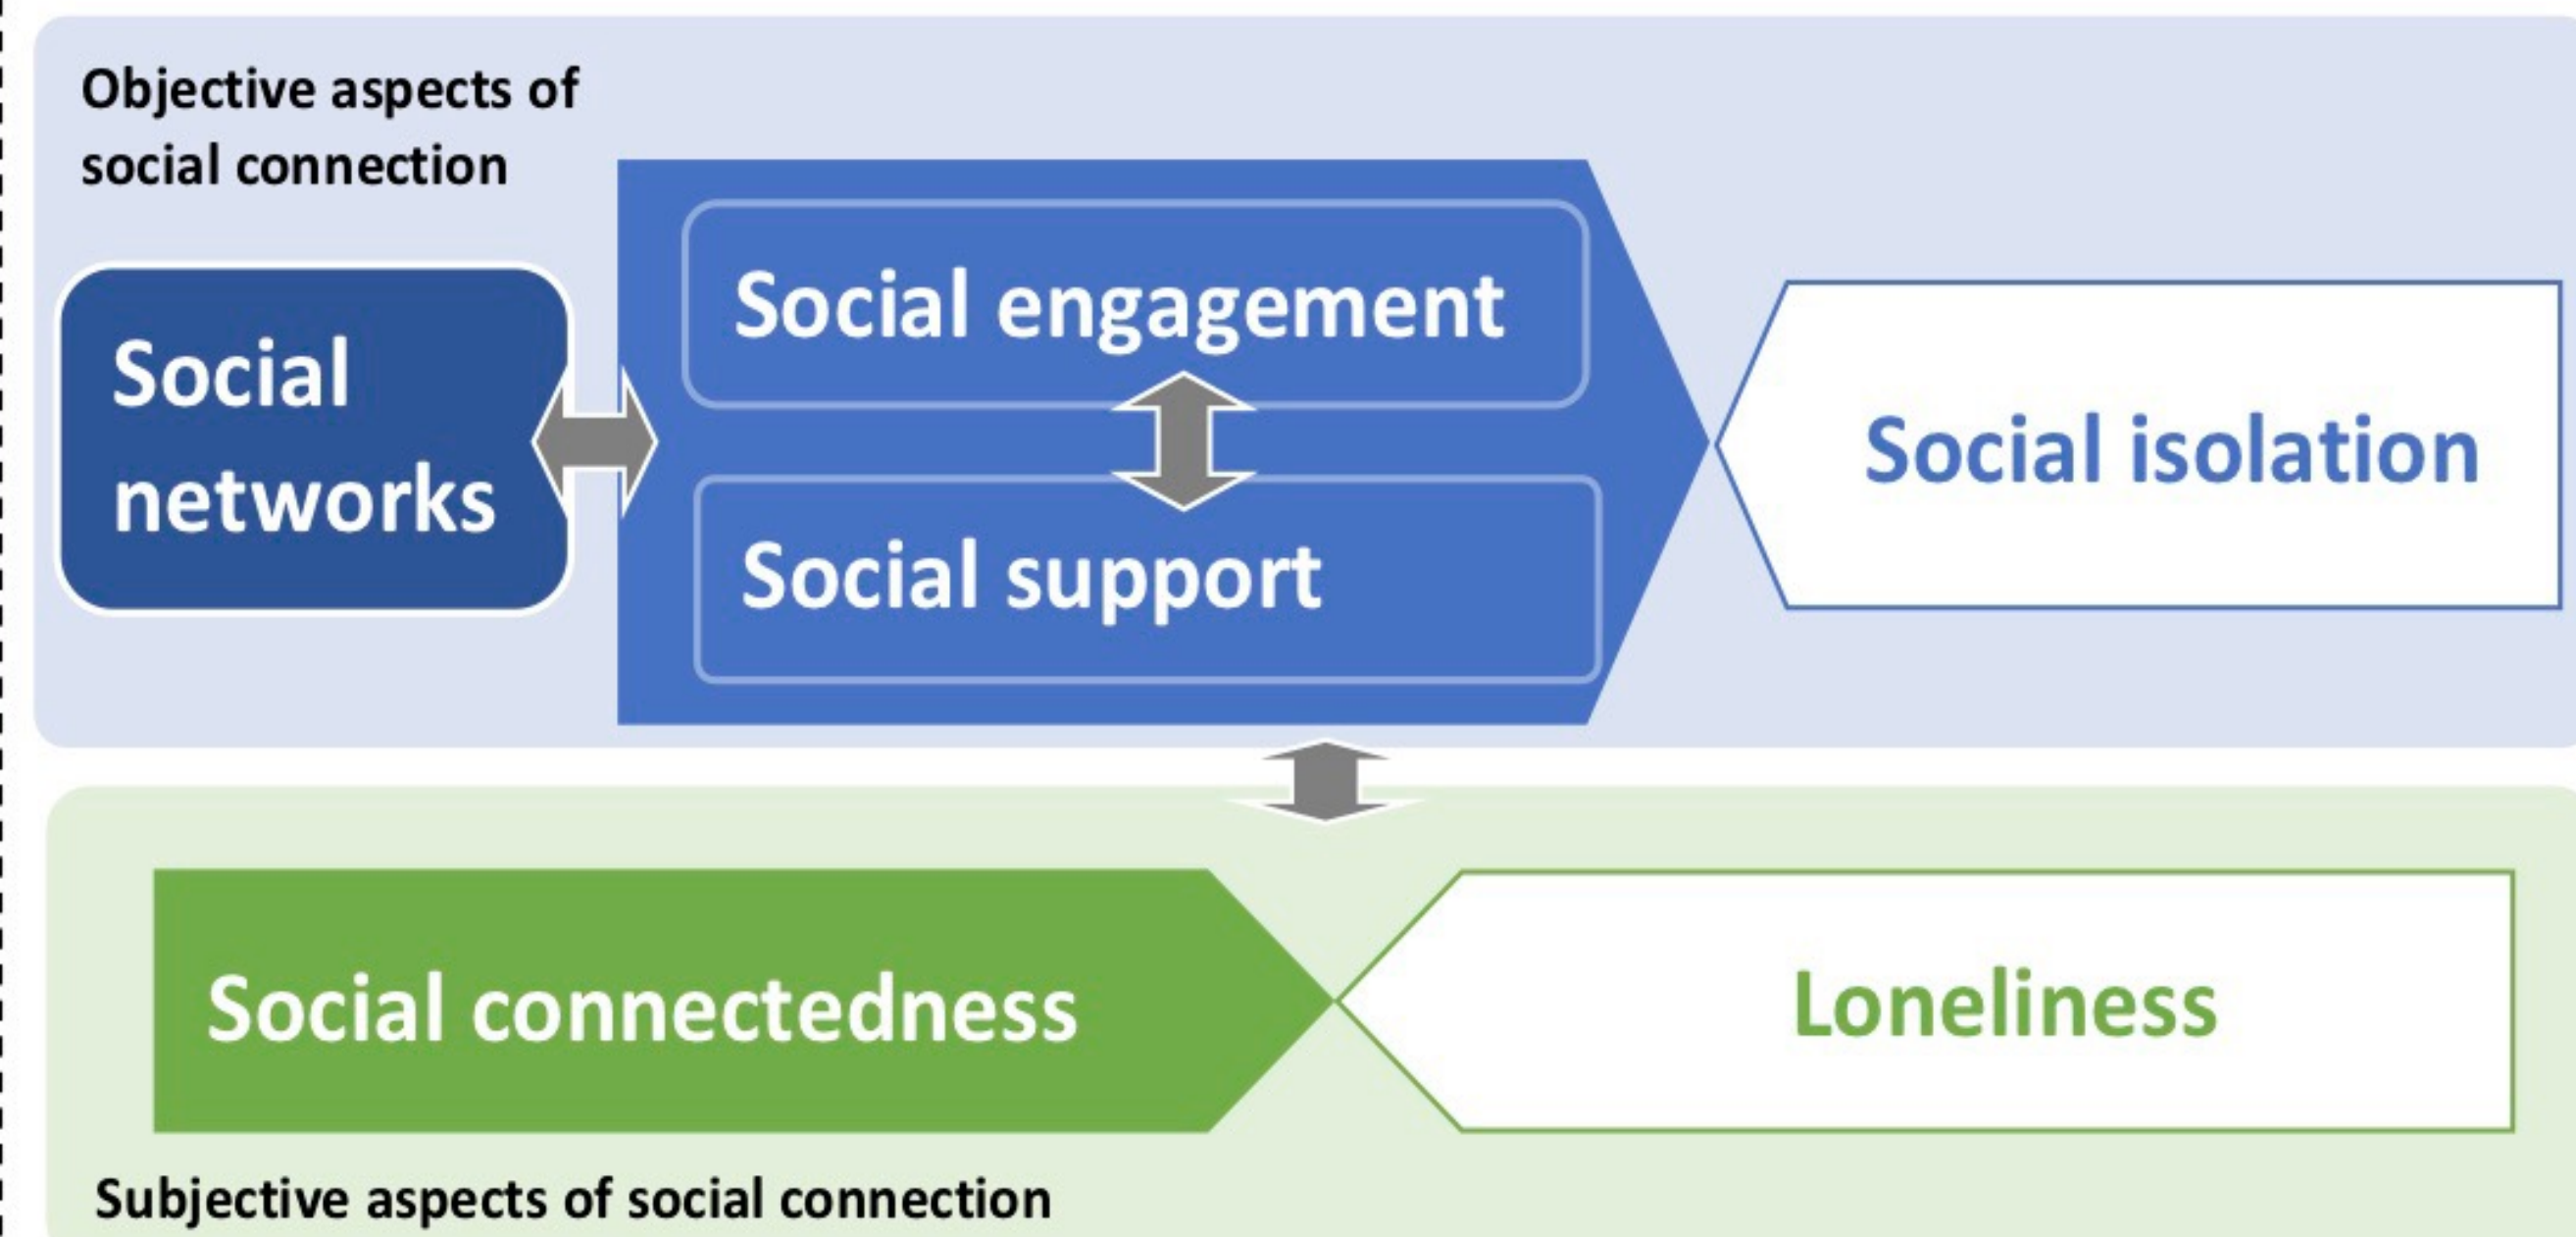 Objective aspects of
social connection
Social
networks
Social engagement
Social support
Social isolation
Social connectedness
Loneliness
Subjective aspects of social connection